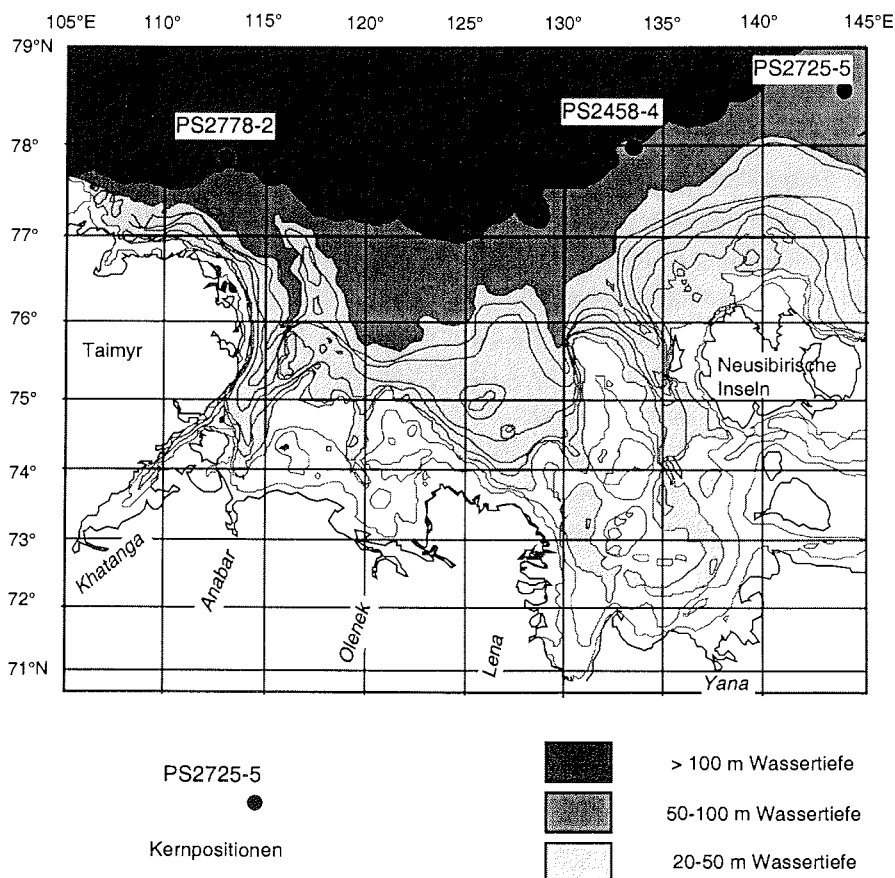 105°E 110° 115° 120° 125° 130° 135° 140° 145°E
79°N
PS2725-5
PS2458-4
PS2778-2
78°
77°
76°
Taimyr
Neusibirische
Inseln
75°
74°
73°
Khatanga
Anabar
72°
Olenek
Lena
71°N
Yana
PS2725-5
Kernpositionen
> 100 m Wassertiefe
50-100 m Wassertiefe
20-50 m Wassertiefe